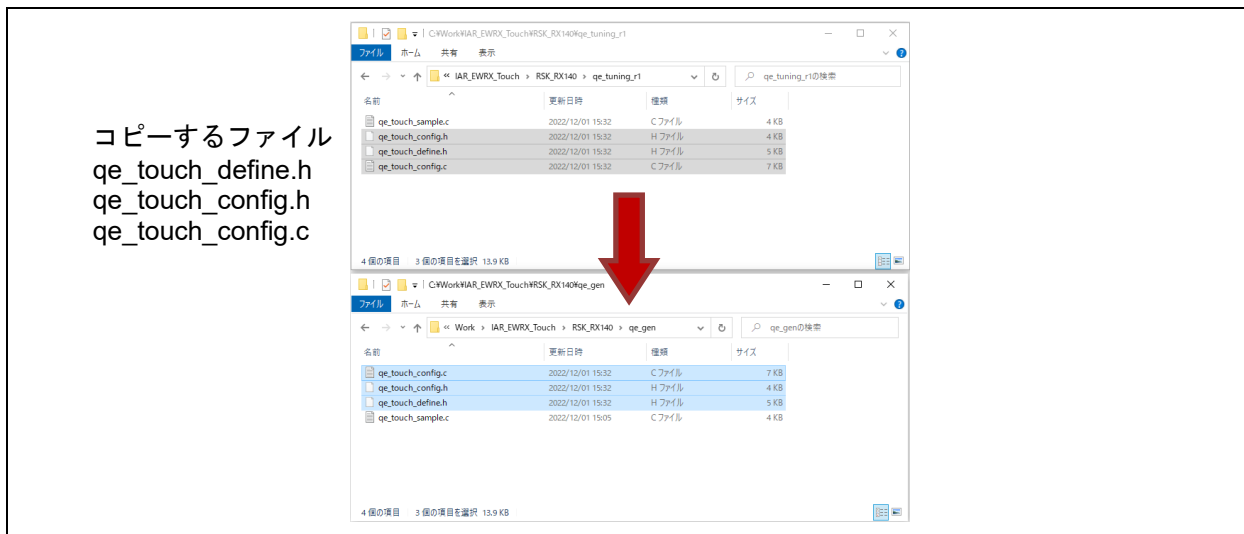 コピーするファイル
qe_touch_define.h
qe_touch_config.h
qe_touch_config.c
C:¥Work¥IAR_EWRX_Touch¥RSK_RX140¥qe_tuning_r1
ファイル ホーム 共有 表示
« IAR_EWRX_Touch › RSK_RX140 › qe_tuning_r1 qe_tuning_r1の検索
名前 更新日時 種類 サイズ
qe_touch_sample.c 2022/12/01 15:32 C ファイル 4 KB
qe_touch_config.h 2022/12/01 15:32 H ファイル 4 KB
qe_touch_define.h 2022/12/01 15:32 H ファイル 5 KB
qe_touch_config.c 2022/12/01 15:32 C ファイル 7 KB
4 個の項目 3 個の項目を選択 13.9 KB
C:¥Work¥IAR_EWRX_Touch¥RSK_RX140¥qe_gen
ファイル ホーム 共有 表示
« Work › IAR_EWRX_Touch › RSK_RX140 › qe_gen qe_genの検索
名前 更新日時 種類 サイズ
qe_touch_config.c 2022/12/01 15:32 C ファイル 7 KB
qe_touch_config.h 2022/12/01 15:32 H ファイル 4 KB
qe_touch_define.h 2022/12/01 15:32 H ファイル 5 KB
qe_touch_sample.c 2022/12/01 15:05 C ファイル 4 KB
4 個の項目 3 個の項目を選択 13.9 KB